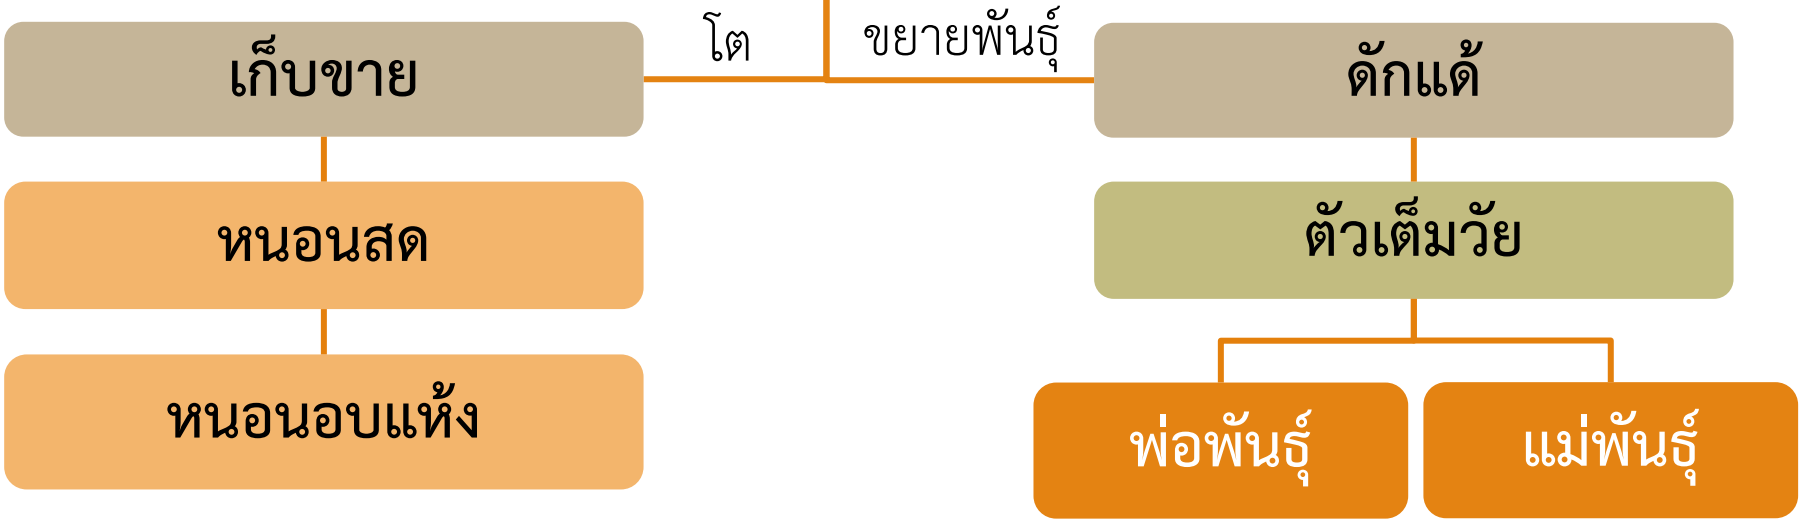 โต
ขยายพันธุ์
เก็บขาย
ดักแด้
หนอนสด
ตัวเต็มวัย
หนอนอบแห้ง
พ่อพันธุ์
แม่พันธุ์